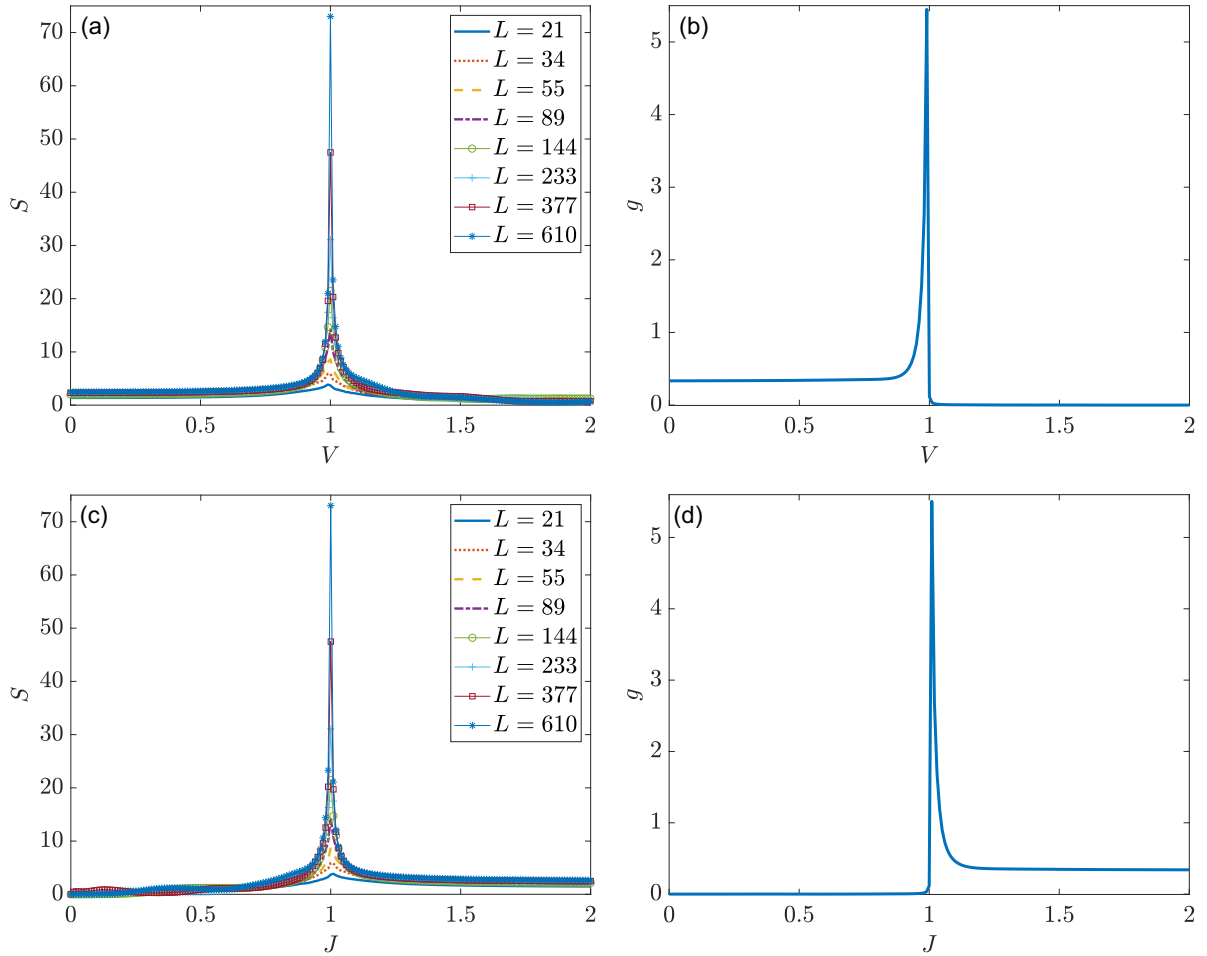 (a)
S
70
60
50
40
30
20
10
0
0 0.5 1 1.5 2
V
L = 21
L = 34
L = 55
L = 89
L = 144
L = 233
L = 377
L = 610
(b)
g
5
4
3
2
1
0
0 0.5 1 1.5 2
V
(c)
S
70
60
50
40
30
20
10
0
0 0.5 1 1.5 2
J
L = 21
L = 34
L = 55
L = 89
L = 144
L = 233
L = 377
L = 610
(d)
g
5
4
3
2
1
0
0 0.5 1 1.5 2
J